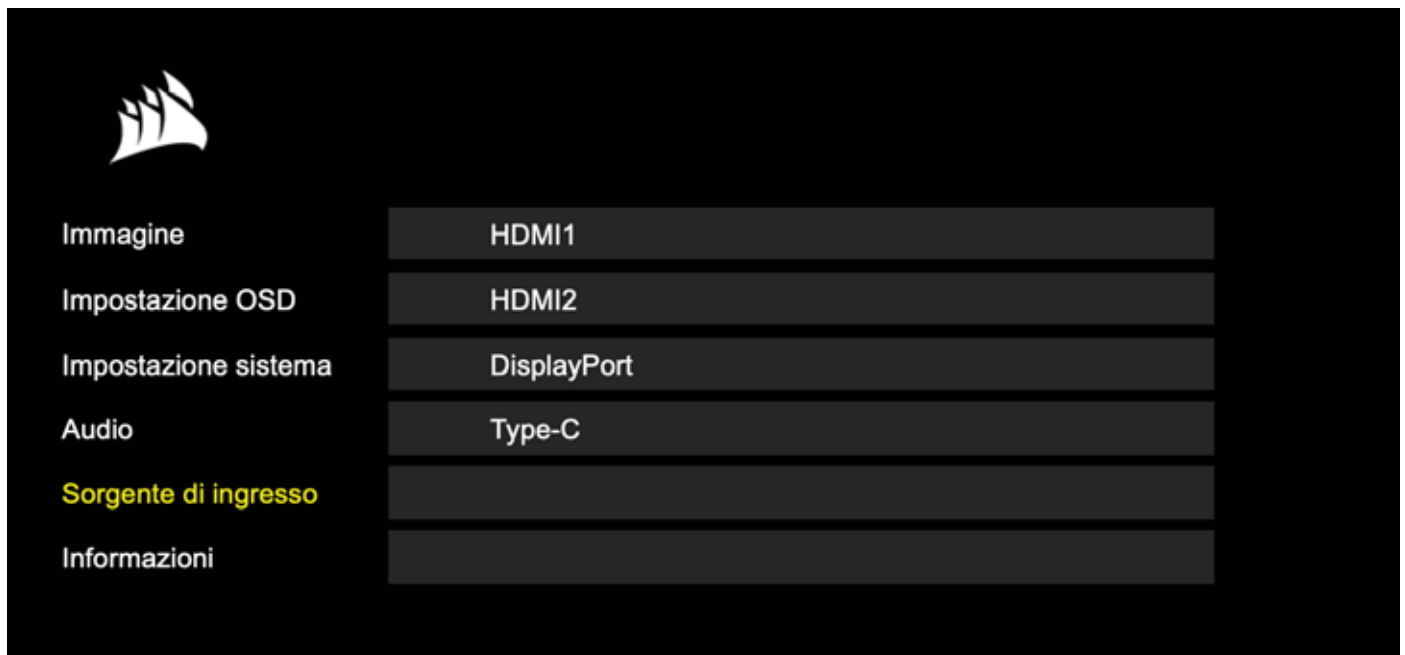 Immagine HDMI1
Impostazione OSD HDMI2
Impostazione sistema DisplayPort
Audio Type-C
Sorgente di ingresso
Informazioni